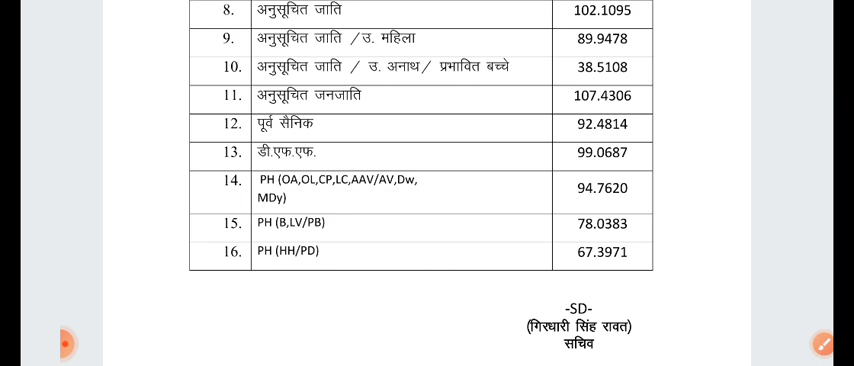 8. अनुसूचित जाति 102.1095
9. अनुसूचित जाति /उ. महिला 89.9478
10. अनुसूचित जाति / उ. अनाथ/ प्रभावित बच्चे 38.5108
11. अनुसूचित जनजाति 107.4306
12. पूर्व सैनिक 92.4814
13. डी.एफ.एफ. 99.0687
14. PH (OA,OL,CP,LC,AAV/AV,Dw, 94.7620
MDy)
15. PH (B,LV/PB) 78.0383
16. PH (HH/PD) 67.3971
-SD-
(गिरधारी सिंह रावत)
सचिव